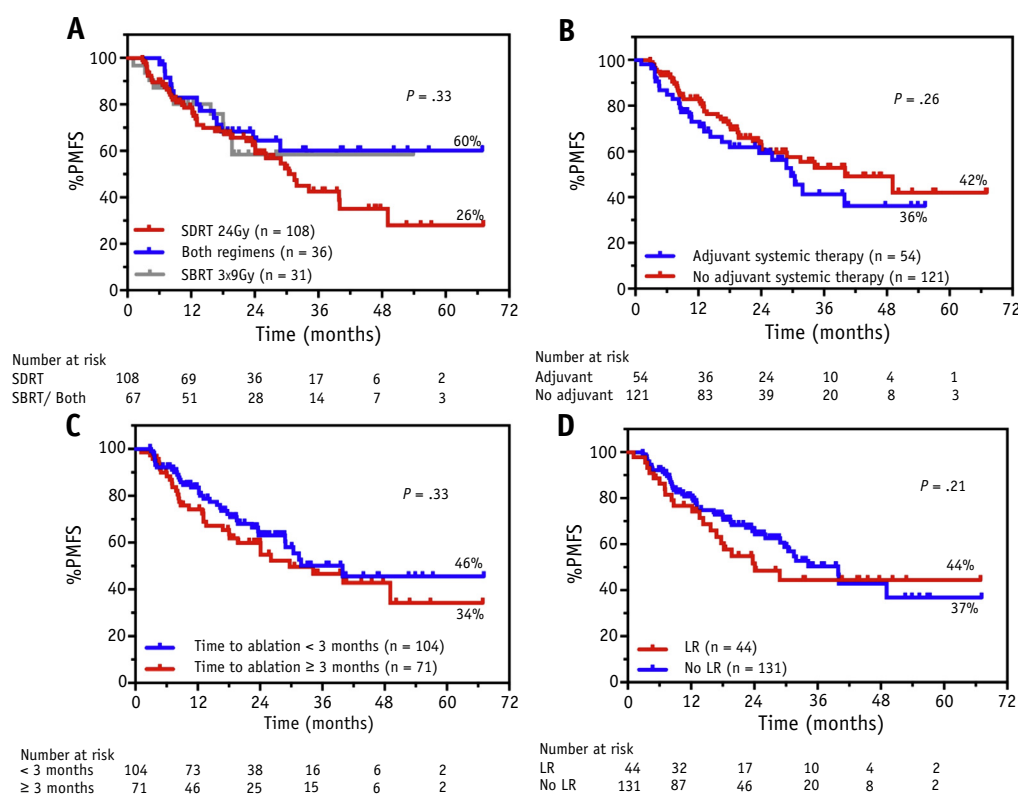 A
100
80
60
40
20
0
%PPMFS
P = .33
60%
26%
SDRT 24Gy (n = 108)
Both regimens (n = 36)
SBRT 3x9Gy (n = 31)
0 12 24 36 48 60 72
Time (months)
Number at risk
SDRT 108 69 36 17 6 2
SBRT/ Both 67 51 28 14 7 3
B
100
80
60
40
20
0
%PPMFS
P = .26
42%
36%
Adjuvant systemic therapy (n = 54)
No adjuvant systemic therapy (n = 121)
0 12 24 36 48 60 72
Time (months)
Number at risk
Adjuvant 54 36 24 10 4 1
No adjuvant 121 83 39 20 8 3
C
100
80
60
40
20
0
%PPMFS
P = .33
46%
34%
Time to ablation < 3 months (n = 104)
Time to ablation ≥ 3 months (n = 71)
0 12 24 36 48 60 72
Time (months)
Number at risk
< 3 months 104 73 38 16 6 2
≥ 3 months 71 46 25 15 6 2
D
100
80
60
40
20
0
%PPMFS
P = .21
44%
37%
LR (n = 44)
No LR (n = 131)
0 12 24 36 48 60 72
Time (months)
Number at risk
LR 44 32 17 10 4 2
No LR 131 87 46 20 8 2